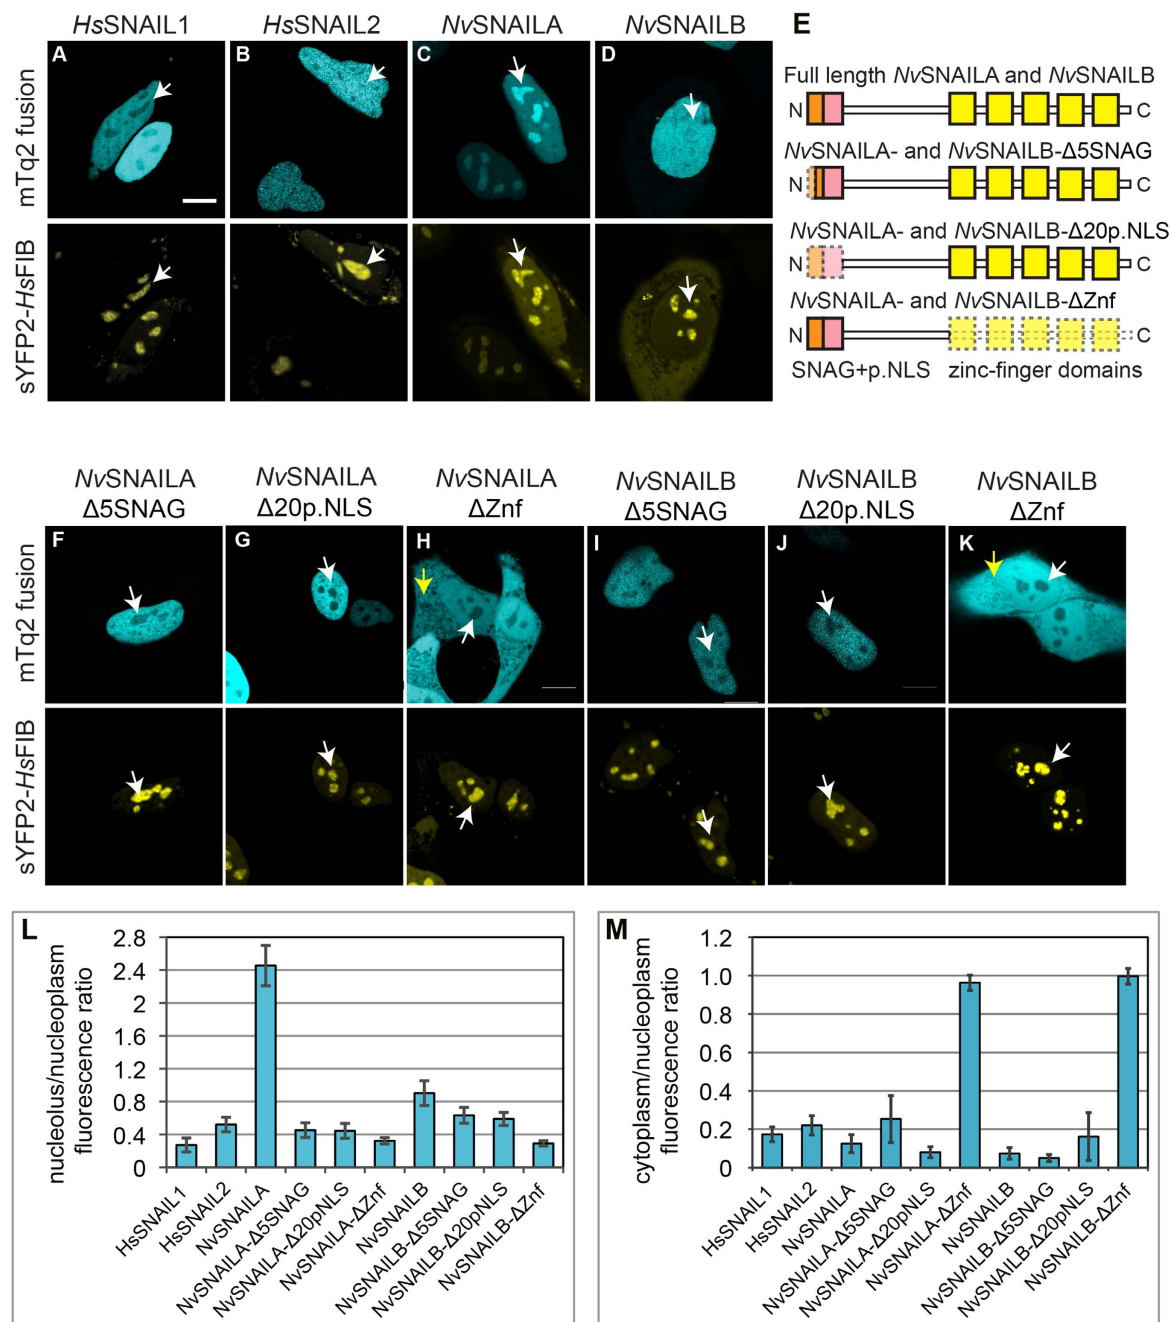 HsSNAIL1 HsSNAIL2 NvSNAILA NvSNAILB E
A B C D
mTq2 fusion
sYFP2-HsFIB
Full length NvSNAILA and NvSNAILB
N C
NvSNAILA- and NvSNAILB-Δ5SNAG
N C
NvSNAILA- and NvSNAILB-Δ20p.NLS
N C
NvSNAILA- and NvSNAILB-ΔZnf
N C
SNAG+p.NLS zinc-finger domains
NvSNAILA NvSNAILA NvSNAILA NvSNAILB NvSNAILB NvSNAILB
Δ5SNAG Δ20p.NLS ΔZnf Δ5SNAG Δ20p.NLS ΔZnf
F G H I J K
mTq2 fusion
sYFP2-HsFIB
L
nucleolus/nucleoplasm
fluorescence ratio
2.8
2.4
2
1.6
1.2
0.8
0.4
0
HsSNAIL1
HsSNAIL2
NvSNAILA
NvSNAILA-Δ5SNAG
NvSNAILA-Δ20pNLS
NvSNAILA-ΔZnf
NvSNAILB
NvSNAILB-Δ5SNAG
NvSNAILB-Δ20pNLS
NvSNAILB-ΔZnf
M
cytoplasm/nucleoplasm
fluorescence ratio
1.2
1.0
0.8
0.6
0.4
0.2
0
HsSNAIL1
HsSNAIL2
NvSNAILA
NvSNAILA-Δ5SNAG
NvSNAILA-Δ20pNLS
NvSNAILA-ΔZnf
NvSNAILB
NvSNAILB-Δ5SNAG
NvSNAILB-Δ20pNLS
NvSNAILB-ΔZnf